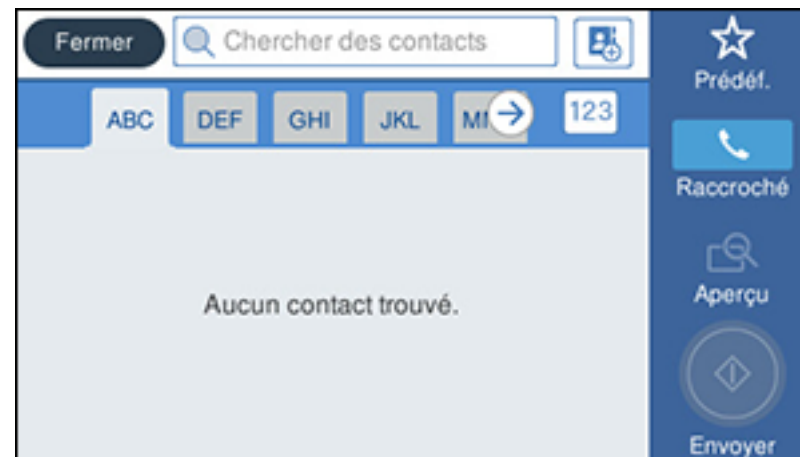 Fermer
Chercher des contacts
Prédéf.
ABC DEF GHI JKL 123
Raccroché
Aucun contact trouvé.
Aperçu
Envoyer